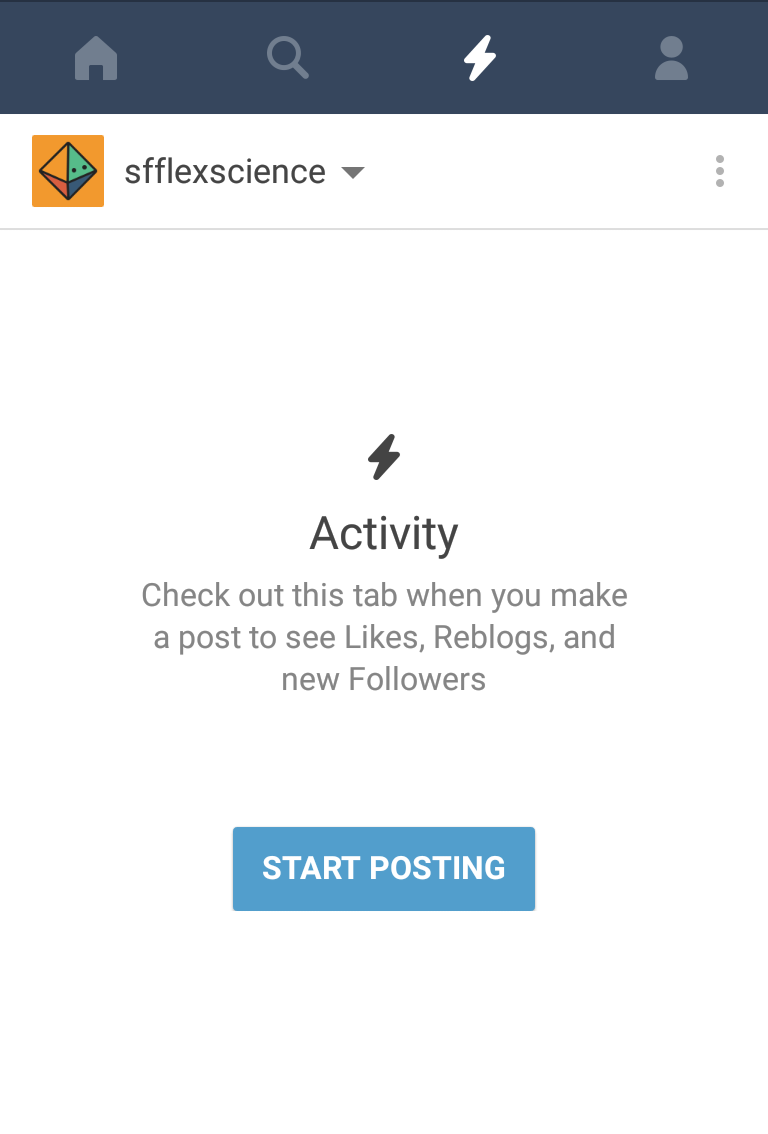 sfflexscience
Activity
Check out this tab when you make
a post to see Likes, Reblogs, and
new Followers
START POSTING